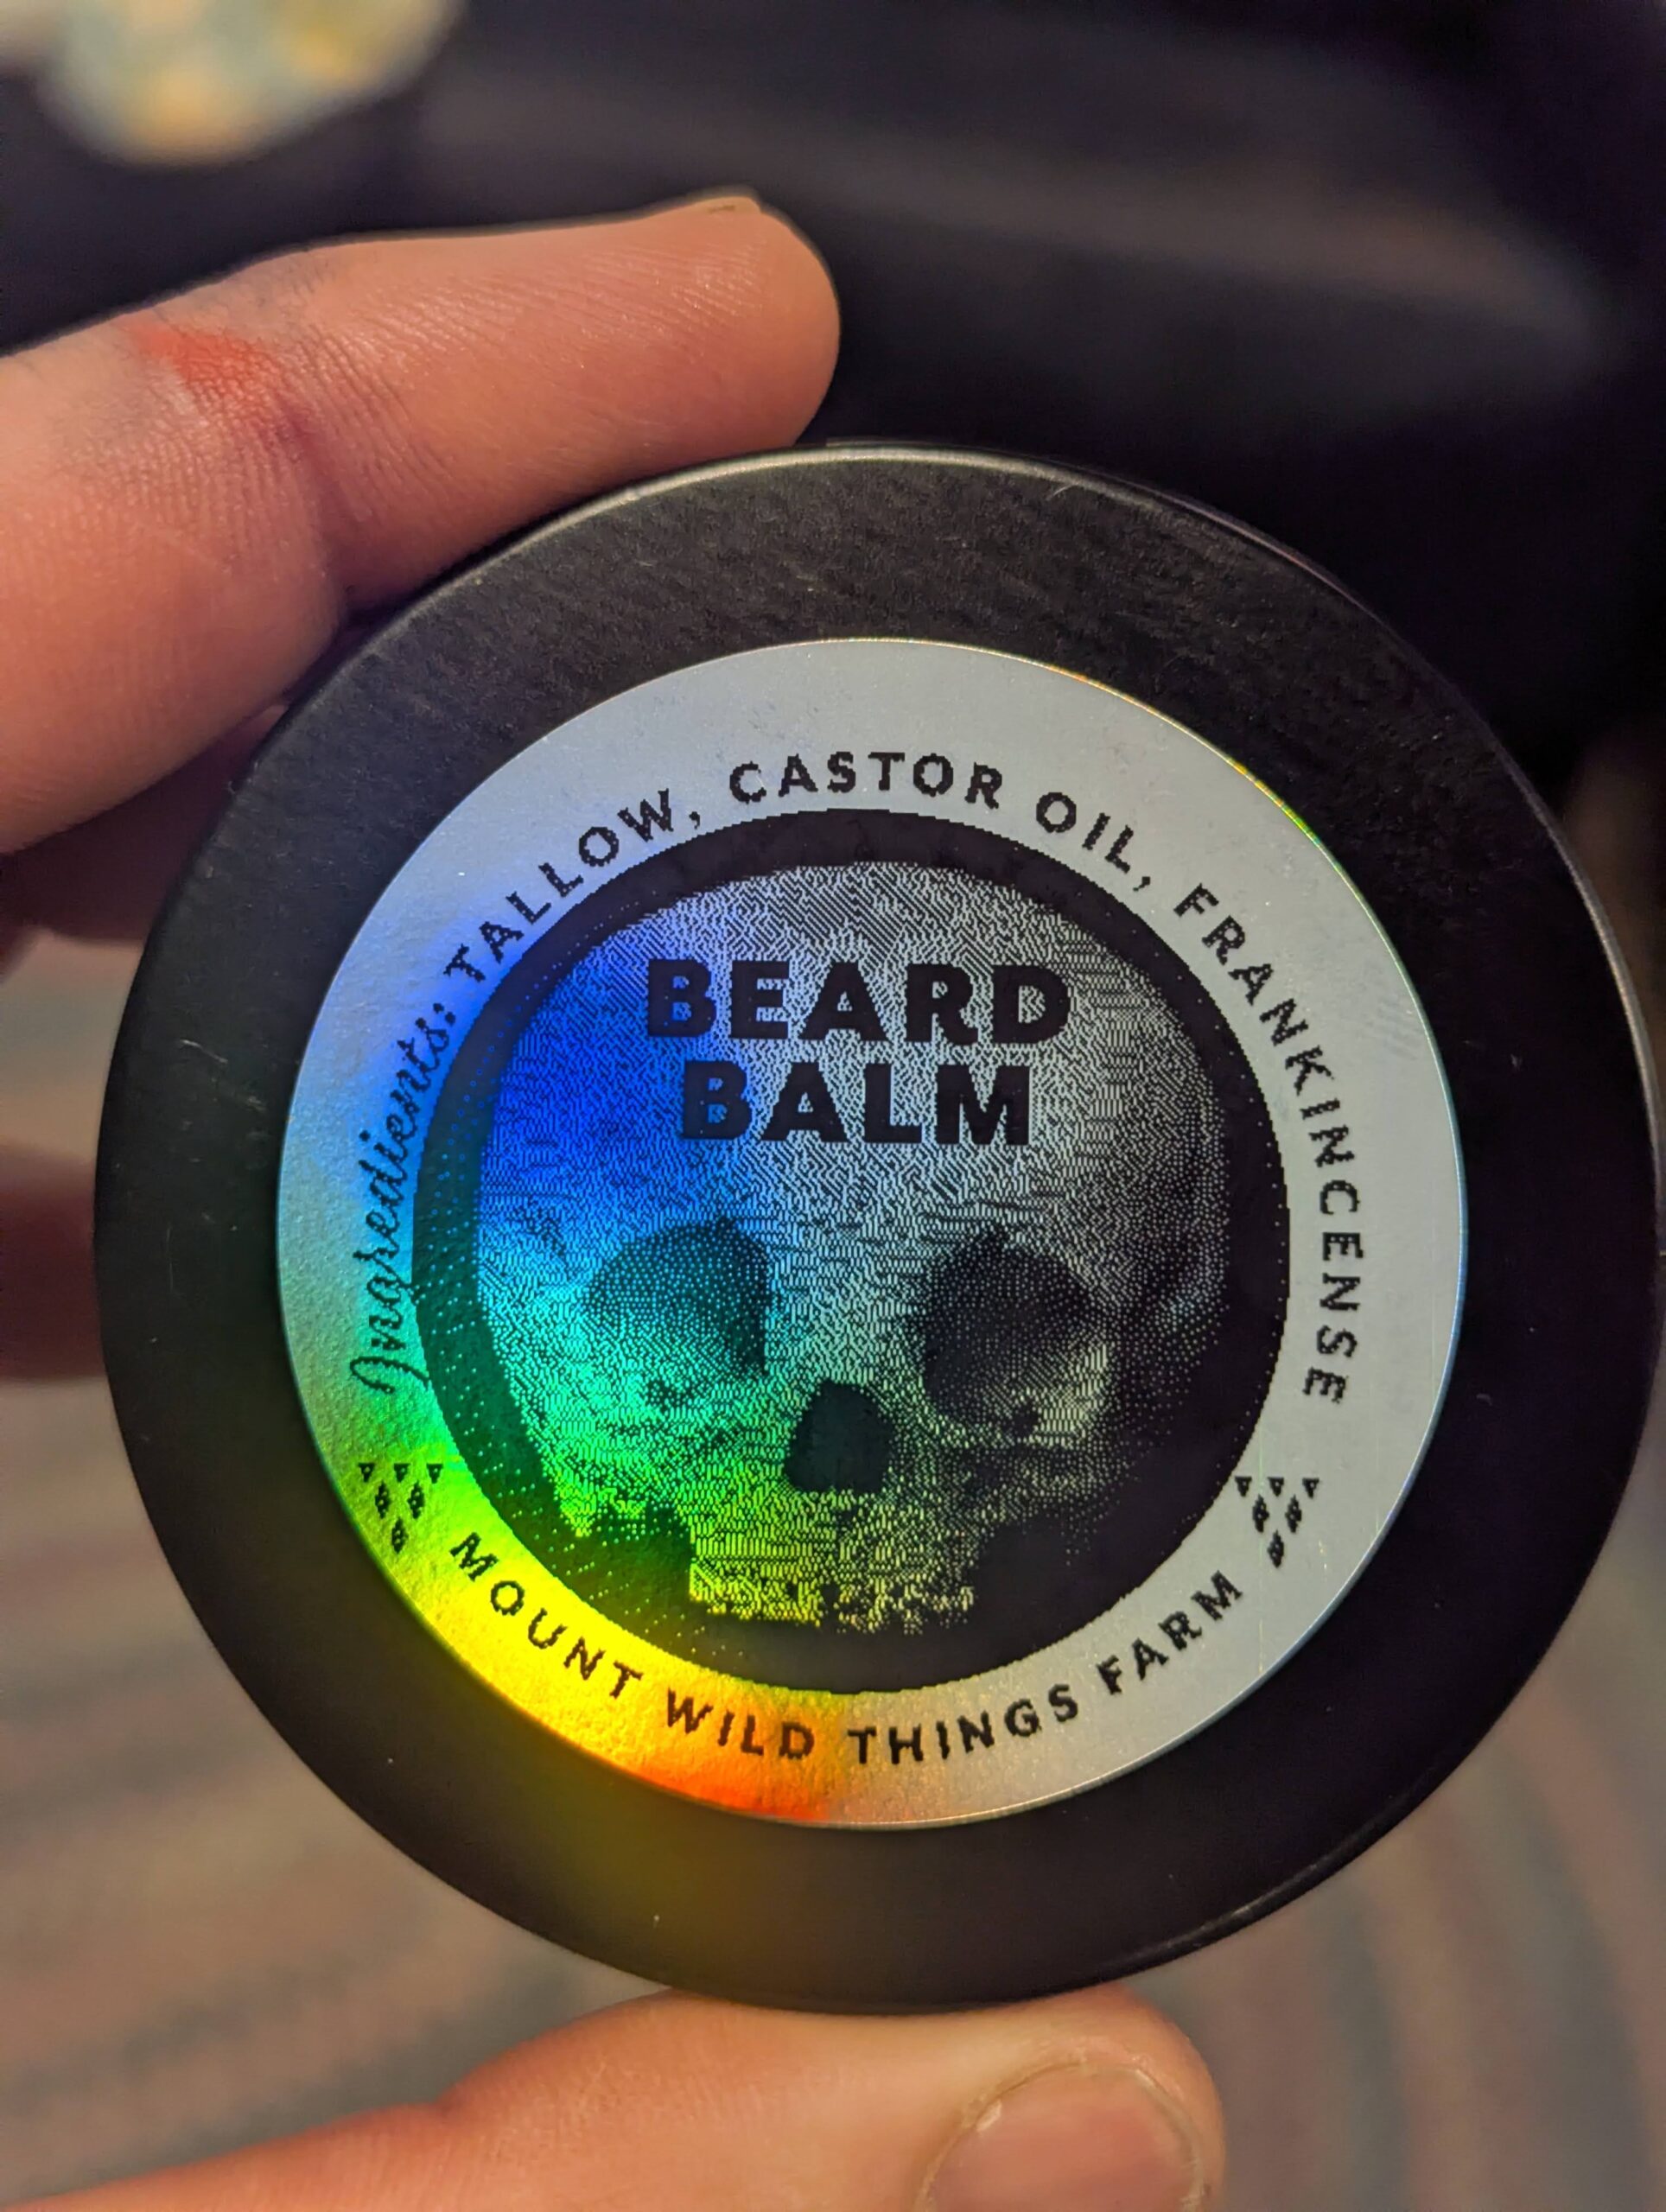 Ingredients: TALLOW, CASTOR OIL, FRANKINCENSE
BEARD
BALM
MOUNT WILD THINGS FARM